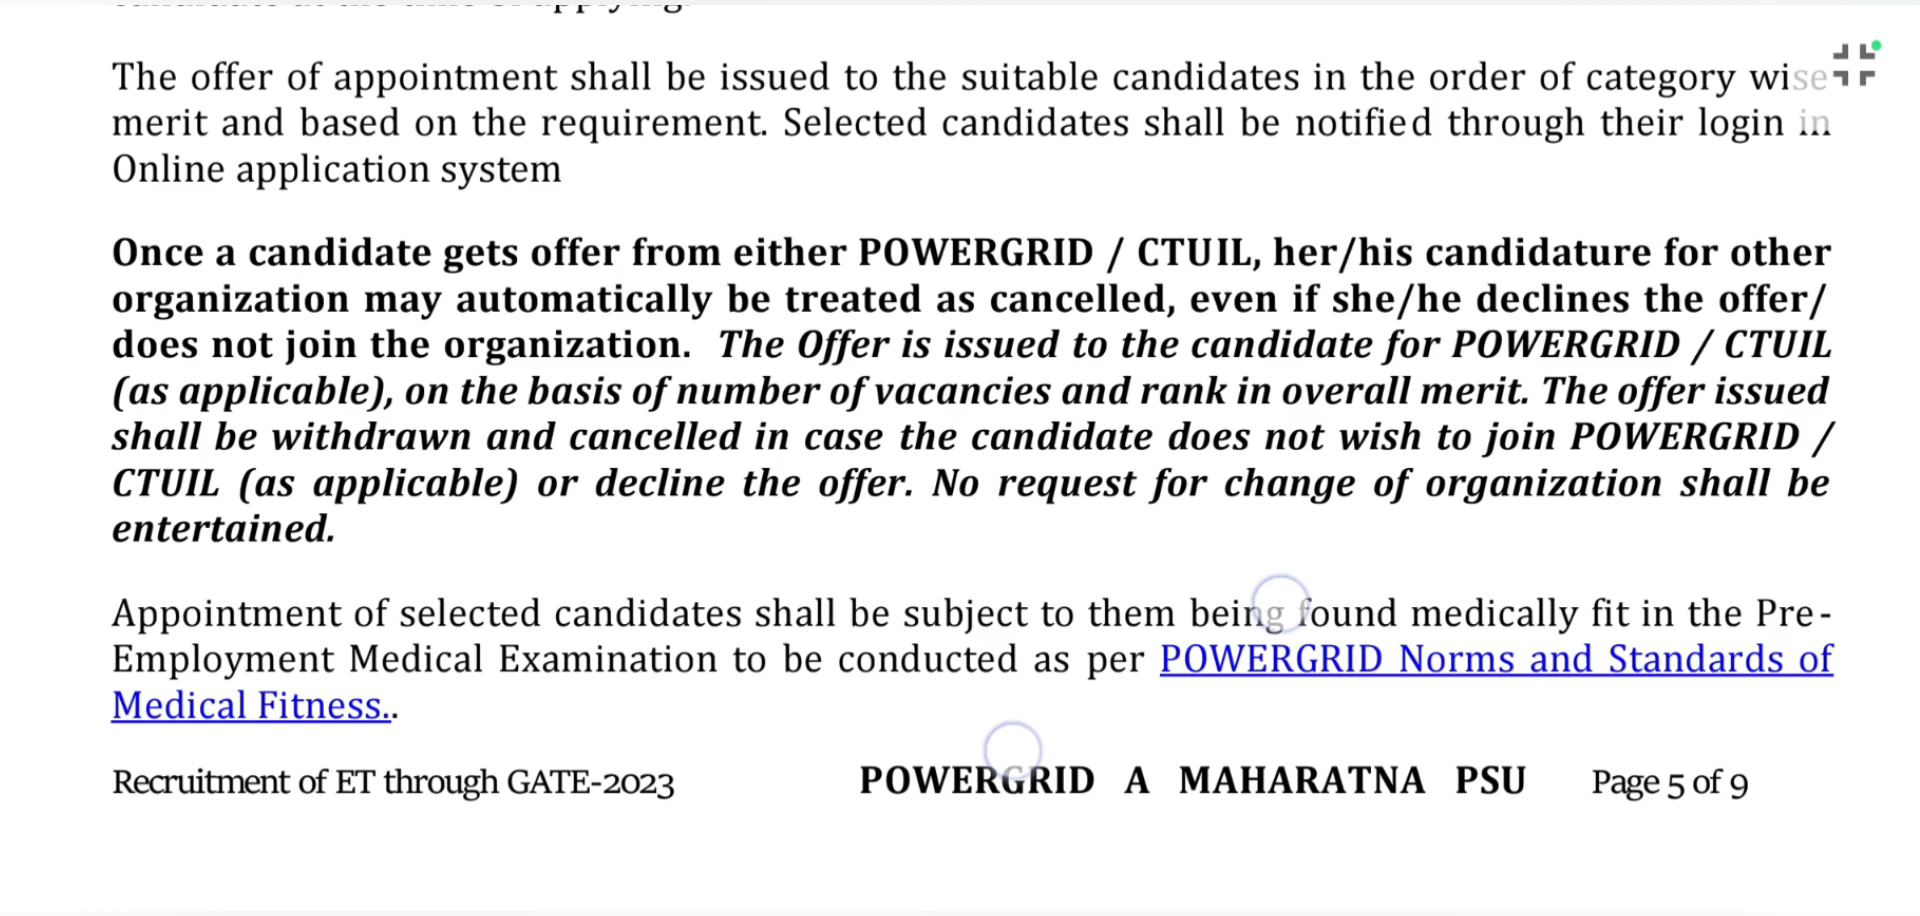 The offer of appointment shall be issued to the suitable candidates in the order of category wise
merit and based on the requirement. Selected candidates shall be notified through their login in
Online application system
Once a candidate gets offer from either POWERGRID / CTUIL, her/his candidature for other
organization may automatically be treated as cancelled, even if she/he declines the offer/
does not join the organization. The Offer is issued to the candidate for POWERGRID / CTUIL
(as applicable), on the basis of number of vacancies and rank in overall merit. The offer issued
shall be withdrawn and cancelled in case the candidate does not wish to join POWERGRID /
CTUIL (as applicable) or decline the offer. No request for change of organization shall be
entertained.
Appointment of selected candidates shall be subject to them being found medically fit in the Pre-
Employment Medical Examination to be conducted as per POWERGRID Norms and Standards of
Medical Fitness..
Recruitment of ET through GATE-2023 POWERGRID A MAHARATNA PSU Page 5 of 9